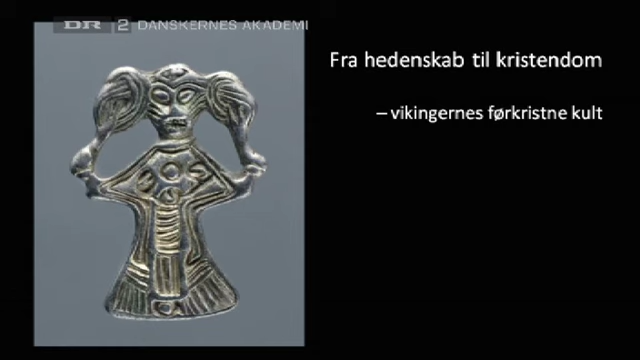 DR 2 DANSKERNES AKADEMI
Fra hedenskab til kristendom
– vikingernes førkristne kult